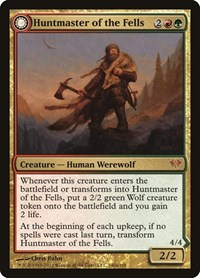 Huntmaster of the Fells
Creature — Human Werewolf
Whenever this creature enters the
battlefield or transforms into Huntmaster
of the Fells, put a 2/2 green Wolf creature
token onto the battlefield and you gain
2 life.
At the beginning of each upkeep, if no
spells were cast last turn, transform
Huntmaster of the Fells.
4/4
Chris Rahn
2/2